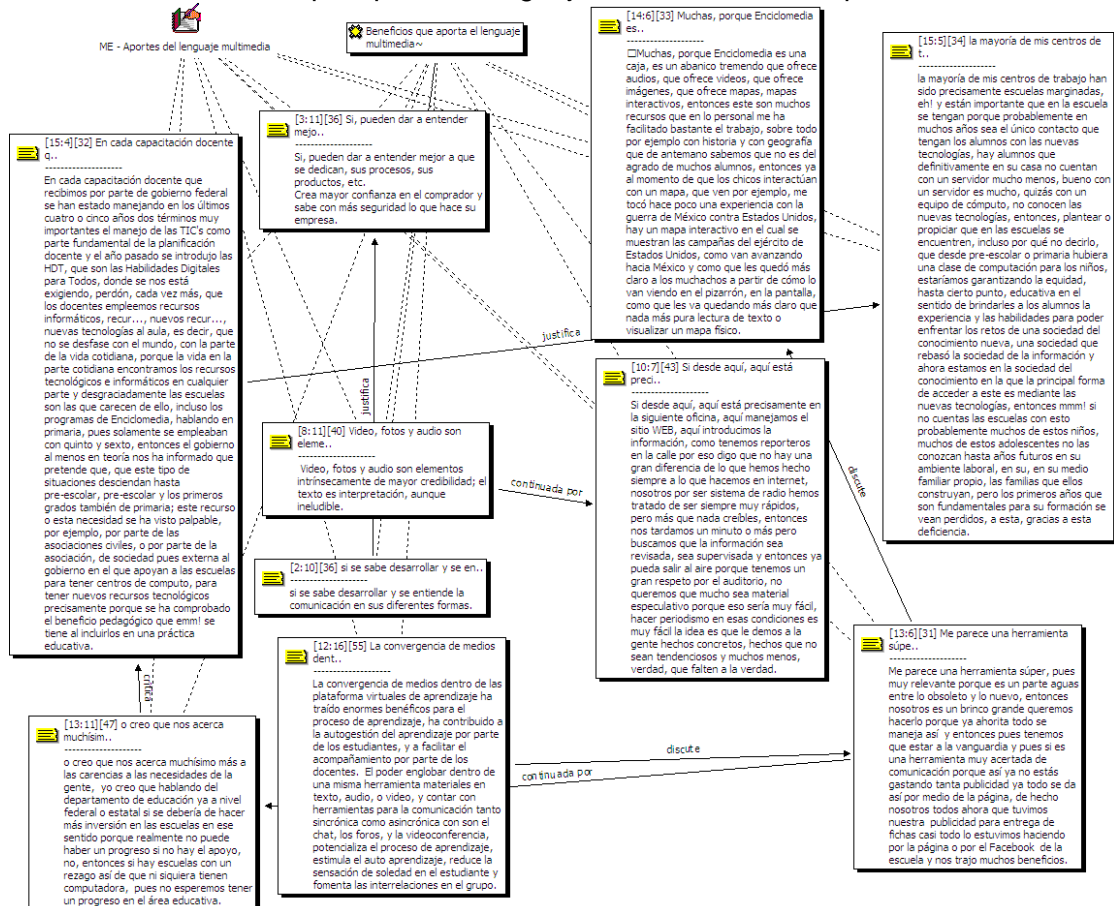 ME - Aportes del lenguaje multimedia
Beneficios que aporta el lenguaje
multimedia~
[14:6][33] Muchas, porque Enciclomedia
es..
--------------------
□Muchas, porque Enciclomedia es una
caja, es un abanico tremendo que ofrece
audios, que ofrece videos, que ofrece
imágenes, que ofrece mapas, mapas
interactivos, entonces este son muchos
recursos que en lo personal me ha
facilitado bastante el trabajo, sobre todo
por ejemplo con historia y con geografía
que de antemano sabemos que no es del
agrado de muchos alumnos, entonces ya
al momento de que los chicos interactúan
con un mapa, que ven por ejemplo, me
tocó hace poco una experiencia con la
guerra de México contra Estados Unidos,
hay un mapa interactivo en el cual se
muestran las campañas del ejército de
Estados Unidos, como van avanzando
hacia México y como que les quedó más
claro a los muchachos a partir de cómo lo
van viendo en el pizarrón, en la pantalla,
como que les va quedando más claro que
nada más pura lectura de texto o
visualizar un mapa físico.
[15:5][34] la mayoría de mis centros de
t..
--------------------
la mayoría de mis centros de trabajo han
sido precisamente escuelas marginadas,
eh! y están importante que en la escuela
se tengan porque probablemente en
muchos años sea el único contacto que
tengan los alumnos con las nuevas
tecnologías, hay alumnos que
definitivamente en su casa no cuentan
con un servidor mucho menos, bueno con
un servidor es mucho, quizás con un
equipo de cómputo, no conocen las
nuevas tecnologías, entonces, plantear o
propiciar que en las escuelas se
encuentren, incluso por qué no decirlo,
que desde pre-escolar o primaria hubiera
una clase de computación para los niños,
estaríamos garantizando la equidad,
hasta cierto punto, educativa en el
sentido de brindarles a los alumnos la
experiencia y las habilidades para poder
enfrentar los retos de una sociedad del
conocimiento nueva, una sociedad que
rebasó la sociedad de la información y
ahora estamos en la sociedad del
conocimiento en la que la principal forma
de acceder a este es mediante las
nuevas tecnologías, entonces mmm! si
no cuentas las escuelas con esto
probablemente muchos de estos niños,
muchos de estos adolescentes no las
conozcan hasta años futuros en su
ambiente laboral, en su, en su medio
familiar propio, las familias que ellos
construyan, pero los primeros años que
son fundamentales para su formación se
vean perdidos, a esta, gracias a esta
deficiencia.
[3:11][36] Si, pueden dar a entender
mejo..
--------------------
Si, pueden dar a entender mejor a que
se dedican, sus procesos, sus
productos, etc.
Crea mayor confianza en el comprador y
sabe con más seguridad lo que hace su
empresa.
[15:4][32] En cada capacitación docente
q..
--------------------
En cada capacitación docente que
recibimos por parte de gobierno federal
se han estado manejando en los últimos
cuatro o cinco años dos términos muy
importantes el manejo de las TIC's como
parte fundamental de la planificación
docente y el año pasado se introdujo las
HDT, que son las Habilidades Digitales
para Todos, donde se nos está
exigiendo, perdón, cada vez más, que
los docentes empleemos recursos
informáticos, recur..., nuevos recur...,
nuevas tecnologías al aula, es decir, que
no se desfase con el mundo, con la parte
de la vida cotidiana, porque la vida en la
parte cotidiana encontramos los recursos
tecnológicos e informáticos en cualquier
parte y desgraciadamente las escuelas
son las que carecen de ello, incluso los
programas de Enciclomedia, hablando en
primaria, pues solamente se empleaban
con quinto y sexto, entonces el gobierno
al menos en teoría nos ha informado que
pretende que, que este tipo de
situaciones desciendan hasta
pre-escolar, pre-escolar y los primeros
grados también de primaria; este recurso
o esta necesidad se ha visto palpable,
por ejemplo, por parte de las
asociaciones civiles, o por parte de la
asociación, de sociedad pues externa al
gobierno en el que apoyan a las escuelas
para tener centros de computo, para
tener nuevos recursos tecnológicos
precisamente porque se ha comprobado
el beneficio pedagógico que emm! se
tiene al incluirlos en una práctica
educativa.
justifica
justifica
[8:11][40] Video, fotos y audio son
eleme..
--------------------
Video, fotos y audio son elementos
intrínsecamente de mayor credibilidad; el
texto es interpretación, aunque
ineludible.
continuada por
[10:7][43] Si desde aquí, aquí está
preci..
--------------------
Si desde aquí, aquí está precisamente en
la siguiente oficina, aquí manejamos el
sitio WEB, aquí introducimos la
información, como tenemos reporteros
en la calle por eso digo que no hay una
gran diferencia de lo que hemos hecho
siempre a lo que hacemos en internet,
nosotros por ser sistema de radio hemos
tratado de ser siempre muy rápidos,
pero más que nada creíbles, entonces
nos tardamos un minuto o más pero
buscamos que la información sea
revisada, sea supervisada y entonces ya
pueda salir al aire porque tenemos un
gran respeto por el auditorio, no
queremos que mucho sea material
especulativo porque eso sería muy fácil,
hacer periodismo en esas condiciones es
muy fácil la idea es que le demos a la
gente hechos concretos, hechos que no
sean tendenciosos y muchos menos,
verdad, que falten a la verdad.
discute
[2:10][36] si se sabe desarrollar y se en..
--------------------
si se sabe desarrollar y se entiende la
comunicación en sus diferentes formas.
[12:16][55] La convergencia de medios
dent..
--------------------
La convergencia de medios dentro de las
plataforma virtuales de aprendizaje ha
traído enormes benéficos para el
proceso de aprendizaje, ha contribuido a
la autogestión del aprendizaje por parte
de los estudiantes, y a facilitar el
acompañamiento por parte de los
docentes. El poder englobar dentro de
una misma herramienta materiales en
texto, audio, o video, y contar con
herramientas para la comunicación tanto
sincrónica como asincrónica con son el
chat, los foros, y la videoconferencia,
potencializa el proceso de aprendizaje,
estimula el auto aprendizaje, reduce la
sensación de soledad en el estudiante y
fomenta las interrelaciones en el grupo.
discute
continuada por
[13:6][31] Me parece una herramienta
súpe..
--------------------
Me parece una herramienta súper, pues
muy relevante porque es un parte aguas
entre lo obsoleto y lo nuevo, entonces
nosotros es un brinco grande queremos
hacerlo porque ya ahorita todo se
maneja así y entonces pues tenemos
que estar a la vanguardia y pues si es
una herramienta muy acertada de
comunicación porque así ya no estás
gastando tanta publicidad ya todo se da
así por medio de la página, de hecho
nosotros todos ahora que tuvimos
nuestra publicidad para entrega de
fichas casi todo lo estuvimos haciendo
por la página o por el Facebook de la
escuela y nos trajo muchos beneficios.
critica
[13:11][47] o creo que nos acerca
muchísim..
--------------------
o creo que nos acerca muchísimo más a
las carencias a las necesidades de la
gente, yo creo que hablando del
departamento de educación ya a nivel
federal o estatal si se debería de hacer
más inversión en las escuelas en ese
sentido porque realmente no puede
haber un progreso si no hay el apoyo,
no, entonces si hay escuelas con un
rezago así de que ni siquiera tienen
computadora, pues no esperemos tener
un progreso en el área educativa.